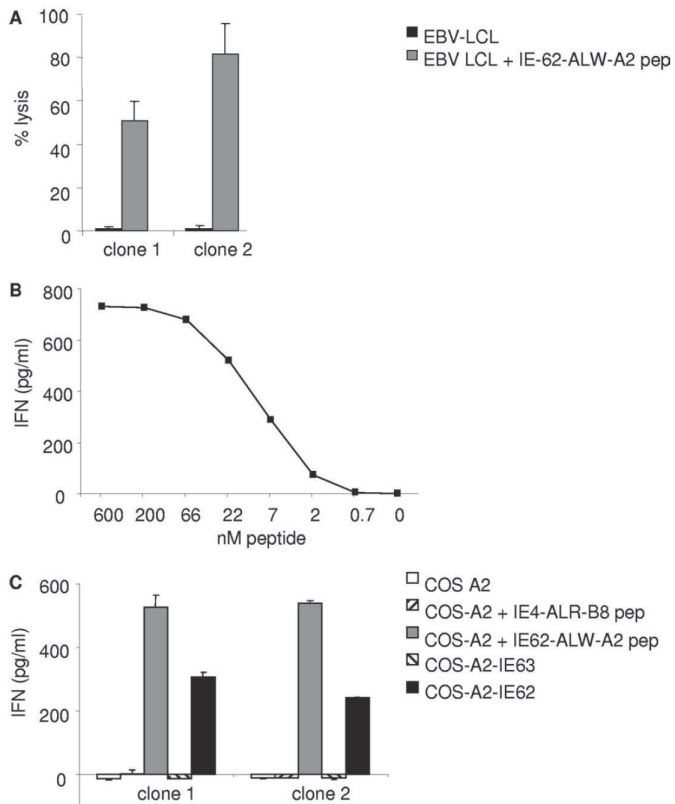 A
100
80
60
40
20
0
% lysis
clone 1 clone 2
EBV-LCL
EBV LCL + IE-62-ALW-A2 pep
B
800
600
400
200
0
IFN (pg/ml)
600 200 66 22 7 2 0.7 0
nM peptide
C
600
400
200
0
IFN (pg/ml)
clone 1 clone 2
COS A2
COS-A2 + IE4-ALR-B8 pep
COS-A2 + IE62-ALW-A2 pep
COS-A2-IE63
COS-A2-IE62